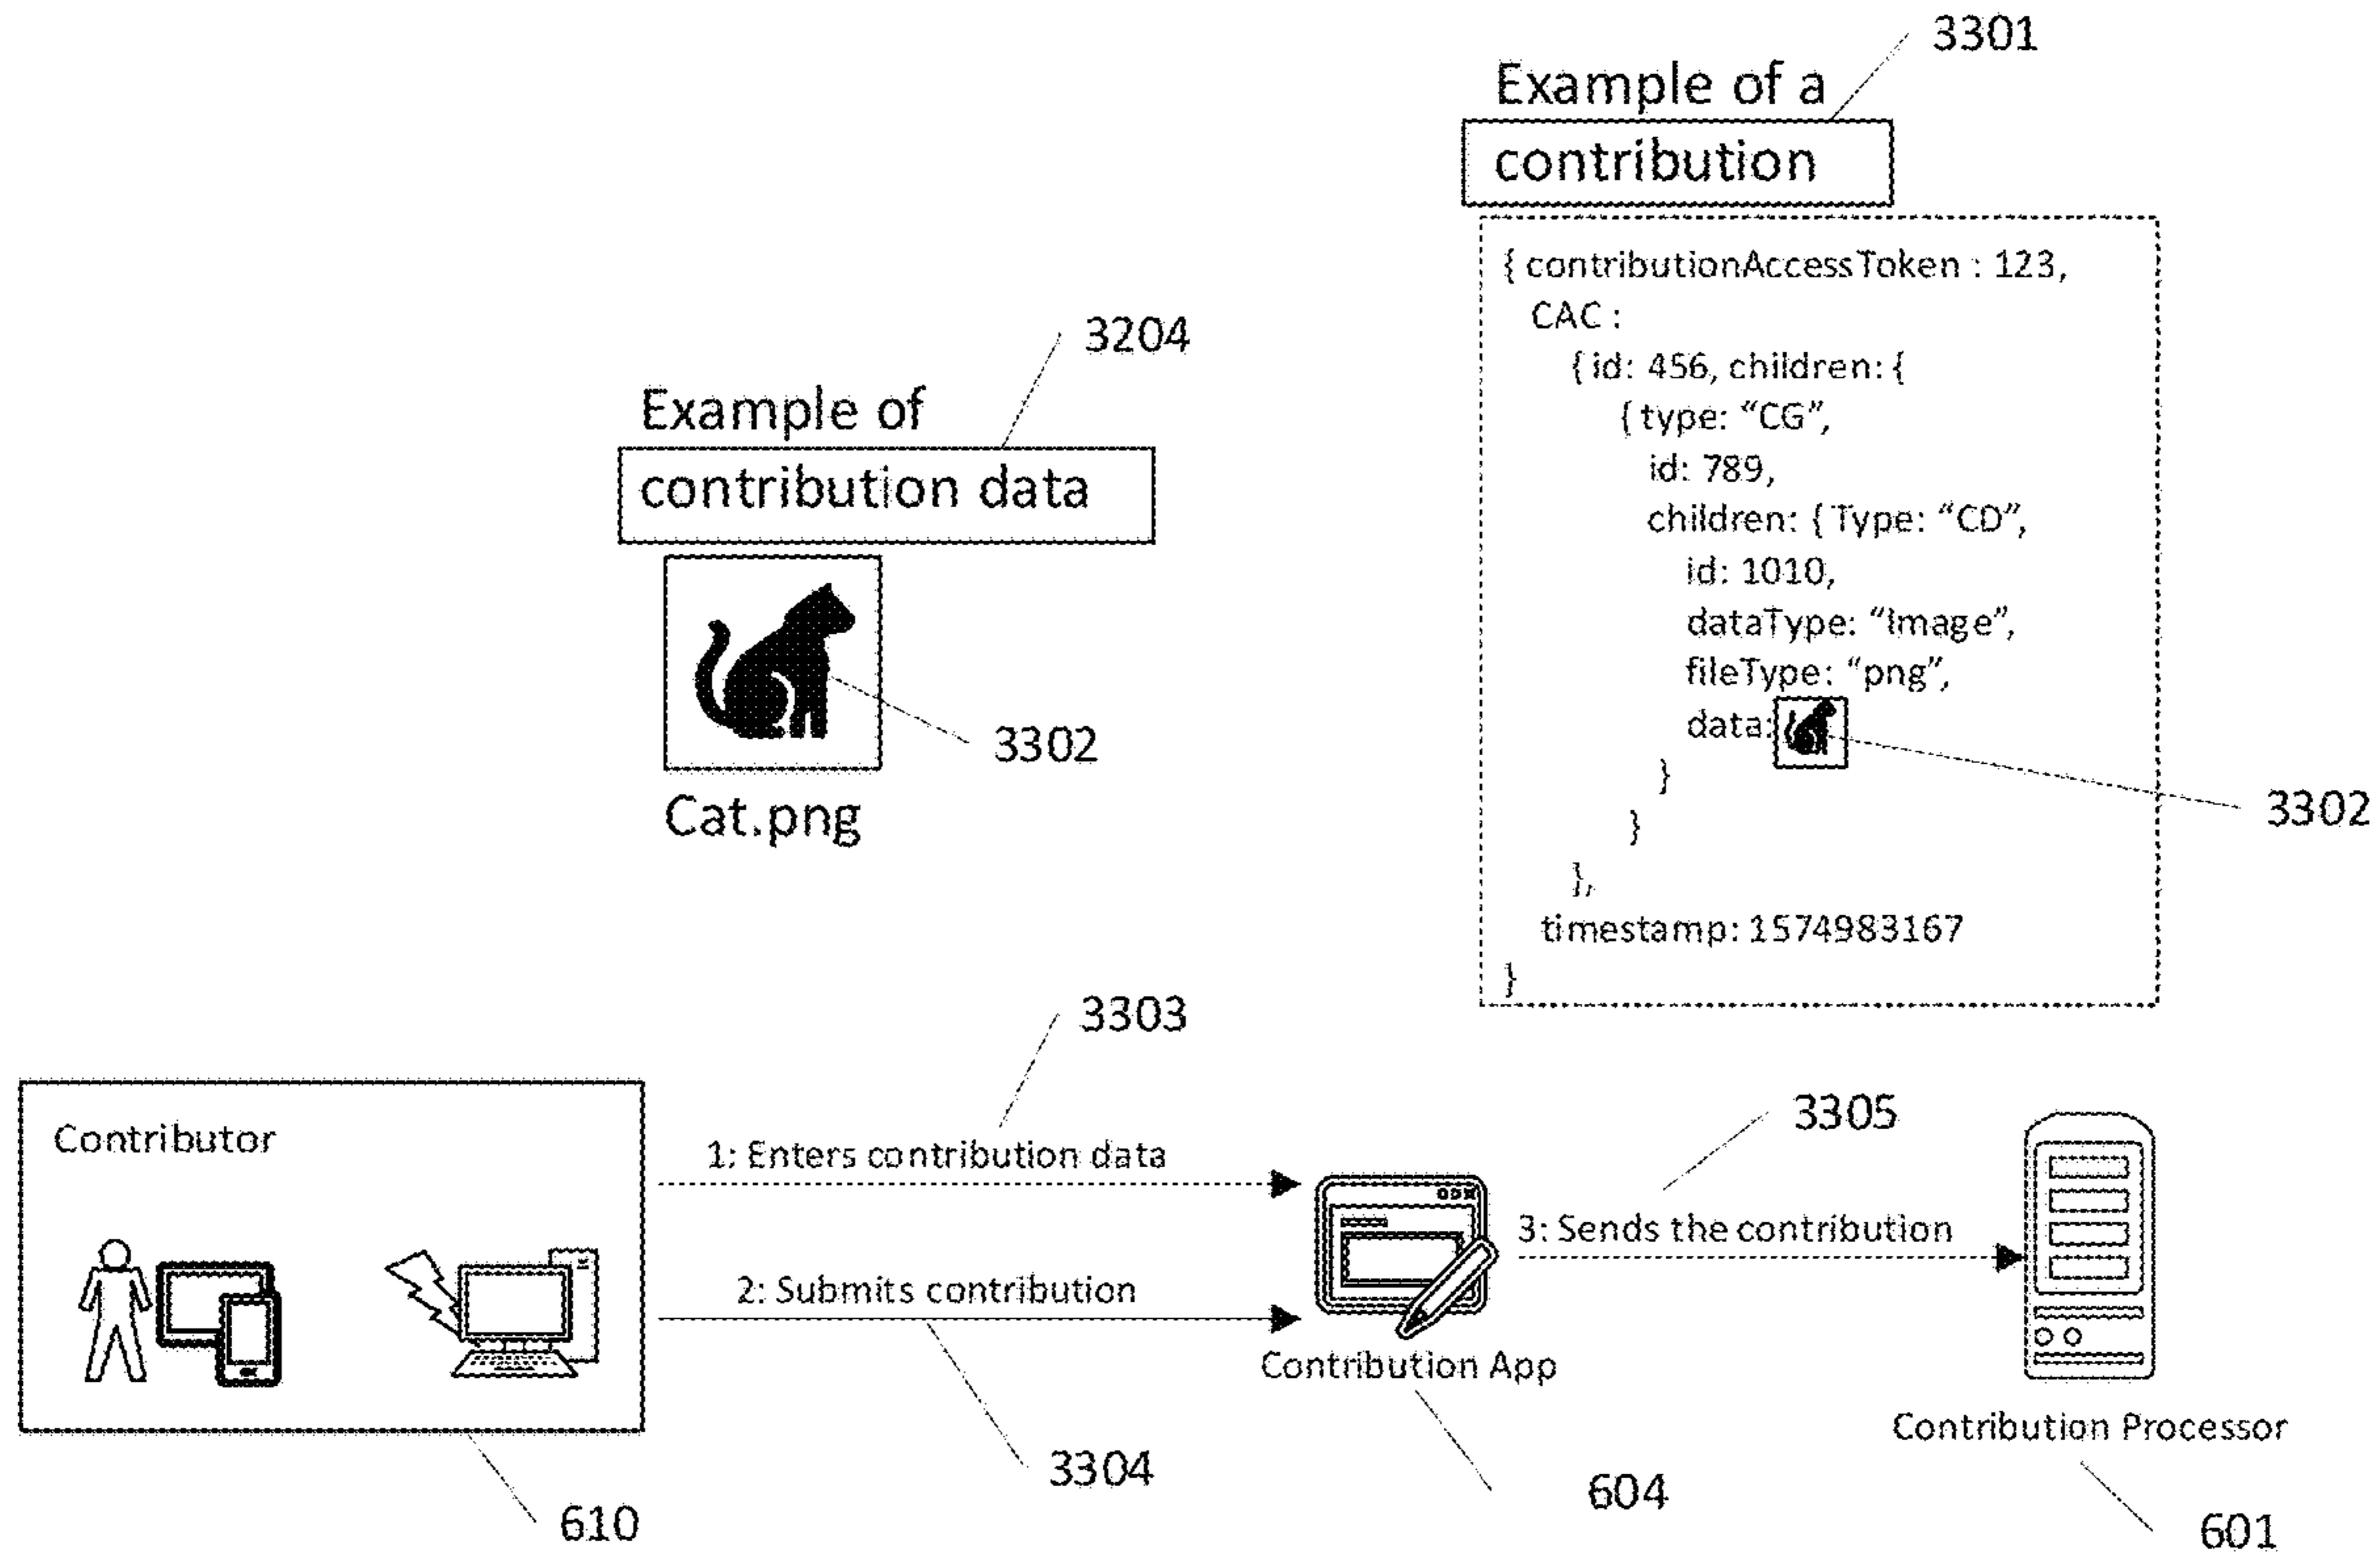 3301
Example of a
contribution
{ contributionAccessToken : 123,
CAC :
{ id: 456, children: {
{ type: “CG”,
id: 789,
children: { Type: “CD”,
id: 1010,
dataType: “Image”,
fileType: “png”,
data:
}
}
},
timestamp: 1574983167
}
3302
3204
Example of
contribution data
3302
Cat.png
3303
Contributor
1: Enters contribution data
2: Submits contribution
3304
610
3305
3: Sends the contribution
Contribution App
604
Contribution Processor
601